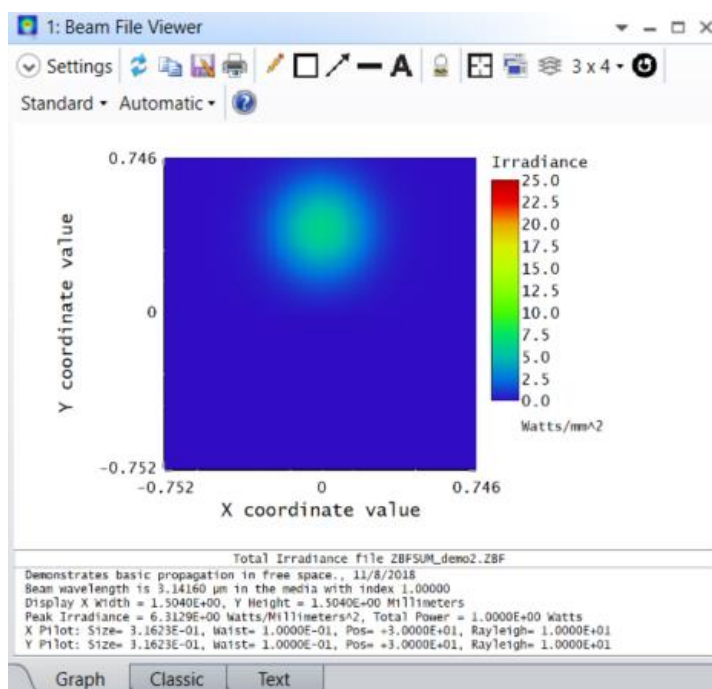 1: Beam File Viewer
Settings
A
3 x 4
Standard
Automatic
?
0.746
Irradiance
25.0
22.5
20.0
17.5
15.0
12.5
10.0
7.5
5.0
2.5
0.0
Watts/mm^2
Y coordinate value
0
-0.752
-0.752
0
0.746
X coordinate value
Total Irradiance file ZBFSUM_demo2.ZBF
Demonstrates basic propagation in free space., 11/8/2018
Beam wavelength is 3.14160 µm in the media with index 1.00000
Display X Width = 1.5040E+00, Y Height = 1.5040E+00 Millimeters
Peak Irradiance = 6.3129E+00 Watts/Millimeters^2, Total Power = 1.0000E+00 Watts
X Pilot: Size= 3.1623E-01, Waist= 1.0000E-01, Pos= +3.0000E+01, Rayleigh= 1.0000E+01
Y Pilot: Size= 3.1623E-01, Waist= 1.0000E-01, Pos= +3.0000E+01, Rayleigh= 1.0000E+01
Graph
Classic
Text